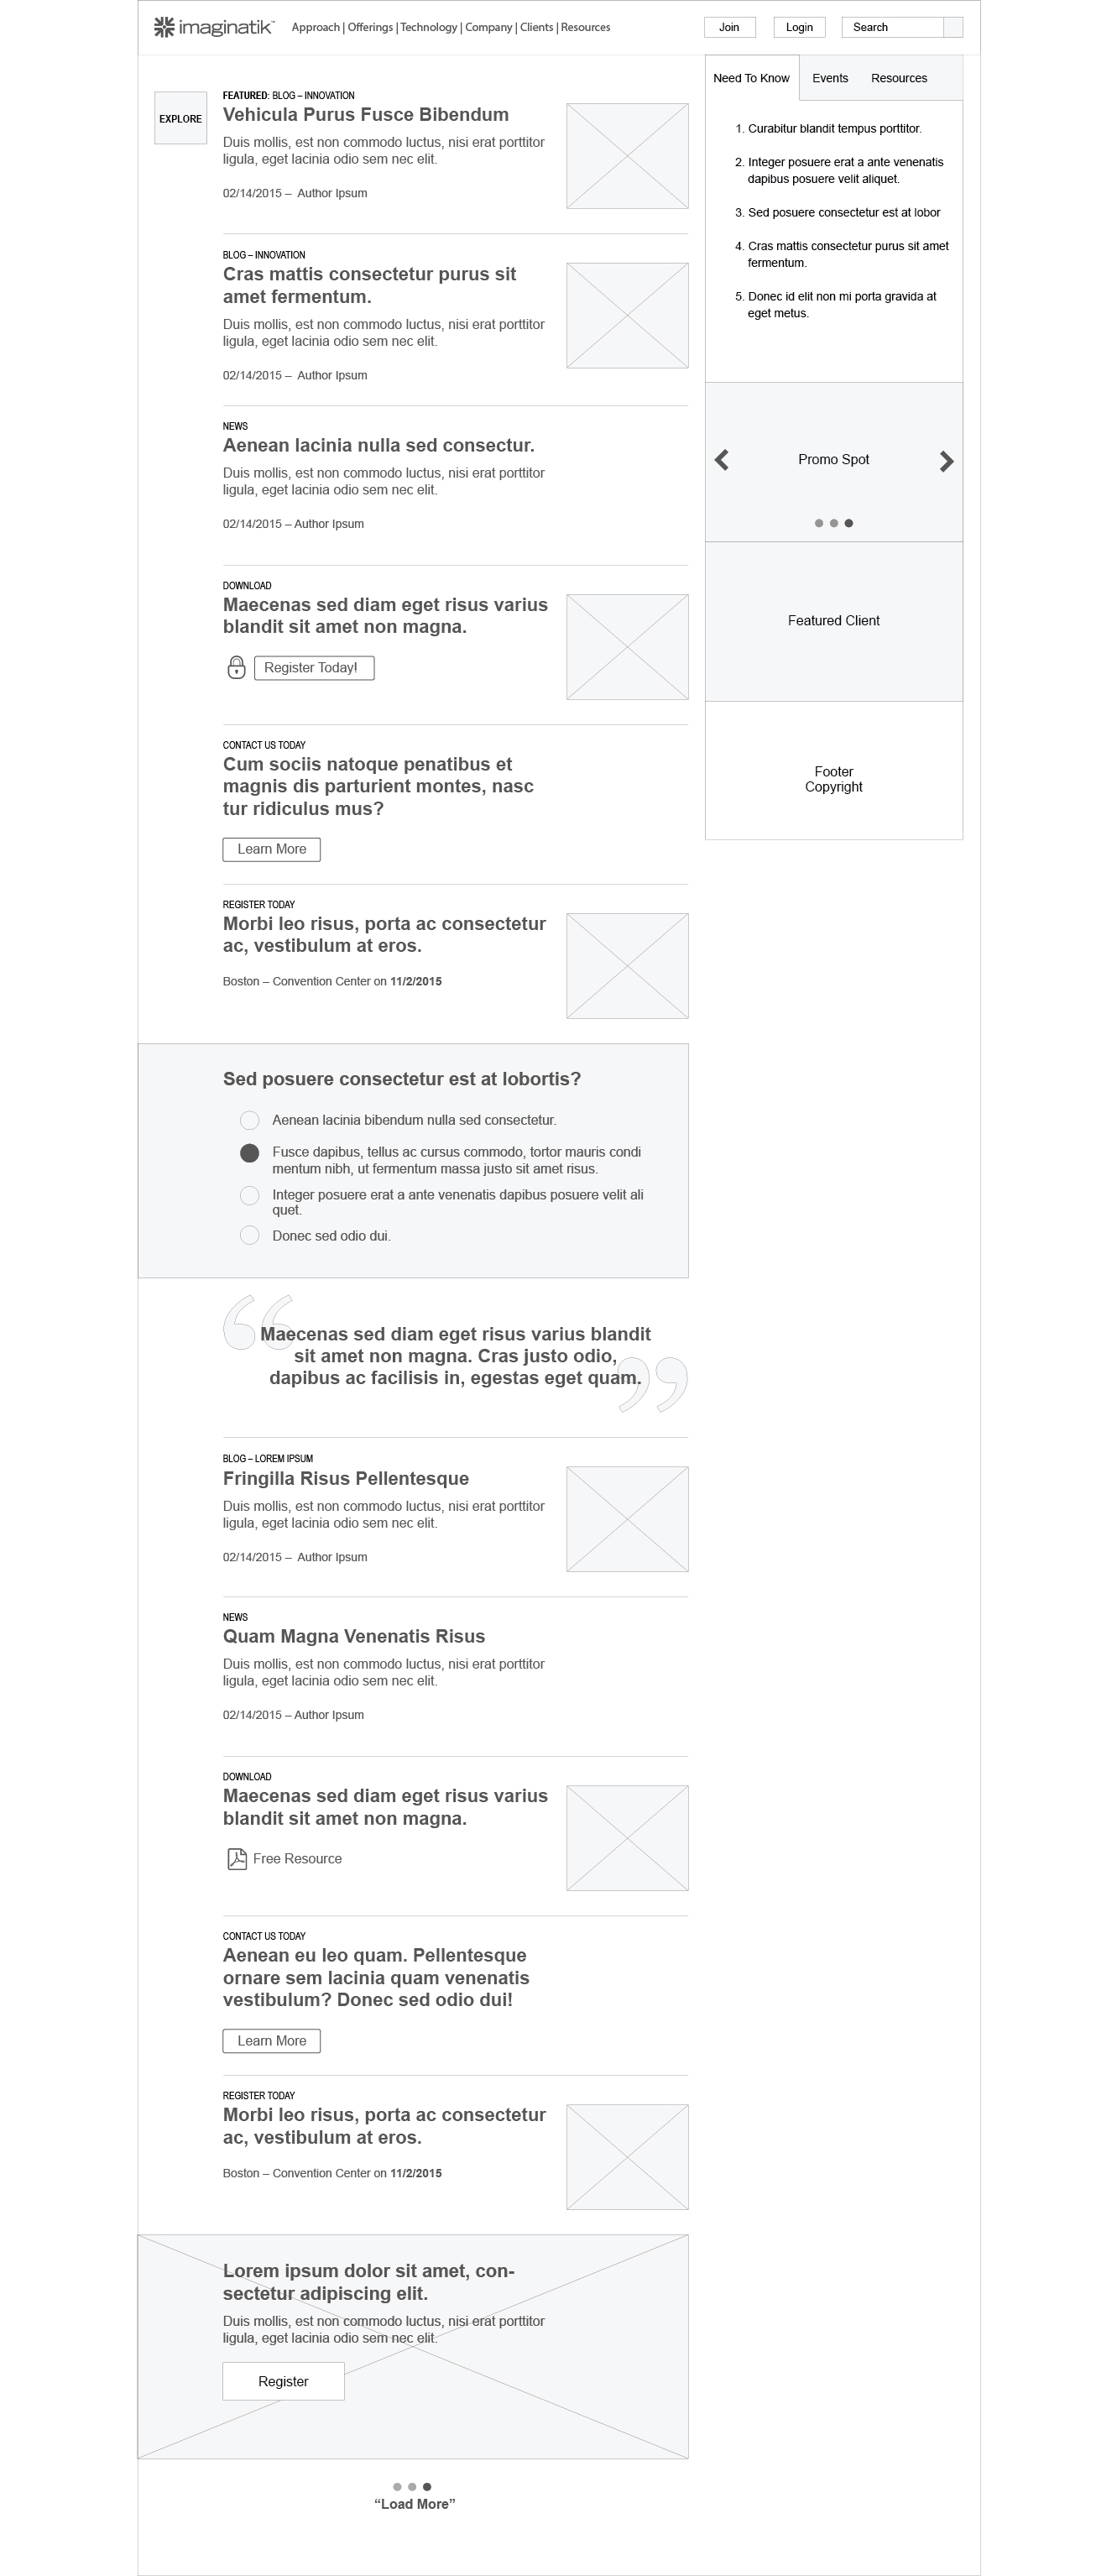 imaginatik™
Approach | Offerings | Technology | Company | Clients | Resources
Join
Login
Search
EXPLORE
FEATURED: BLOG – INNOVATION
Vehicula Purus Fusce Bibendum
Duis mollis, est non commodo luctus, nisi erat porttitor
ligula, eget lacinia odio sem nec elit.
02/14/2015 – Author Ipsum
BLOG – INNOVATION
Cras mattis consectetur purus sit
amet fermentum.
Duis mollis, est non commodo luctus, nisi erat porttitor
ligula, eget lacinia odio sem nec elit.
02/14/2015 – Author Ipsum
NEWS
Aenean lacinia nulla sed consectur.
Duis mollis, est non commodo luctus, nisi erat porttitor
ligula, eget lacinia odio sem nec elit.
02/14/2015 – Author Ipsum
DOWNLOAD
Maecenas sed diam eget risus varius
blandit sit amet non magna.
Register Today!
CONTACT US TODAY
Cum sociis natoque penatibus et
magnis dis parturient montes, nasc
tur ridiculus mus?
Learn More
REGISTER TODAY
Morbi leo risus, porta ac consectetur
ac, vestibulum at eros.
Boston – Convention Center on 11/2/2015
Sed posuere consectetur est at lobortis?
Aenean lacinia bibendum nulla sed consectetur.
Fusce dapibus, tellus ac cursus commodo, tortor mauris condi
mentum nibh, ut fermentum massa justo sit amet risus.
Integer posuere erat a ante venenatis dapibus posuere velit ali
quet.
Donec sed odio dui.
“Maecenas sed diam eget risus varius blandit
sit amet non magna. Cras justo odio,
dapibus ac facilisis in, egestas eget quam.”
BLOG – LOREM IPSUM
Fringilla Risus Pellentesque
Duis mollis, est non commodo luctus, nisi erat porttitor
ligula, eget lacinia odio sem nec elit.
02/14/2015 – Author Ipsum
NEWS
Quam Magna Venenatis Risus
Duis mollis, est non commodo luctus, nisi erat porttitor
ligula, eget lacinia odio sem nec elit.
02/14/2015 – Author Ipsum
DOWNLOAD
Maecenas sed diam eget risus varius
blandit sit amet non magna.
Free Resource
CONTACT US TODAY
Aenean eu leo quam. Pellentesque
ornare sem lacinia quam venenatis
vestibulum? Donec sed odio dui!
Learn More
REGISTER TODAY
Morbi leo risus, porta ac consectetur
ac, vestibulum at eros.
Boston – Convention Center on 11/2/2015
Lorem ipsum dolor sit amet, con-
sectetur adipiscing elit.
Duis mollis, est non commodo luctus, nisi erat porttitor
ligula, eget lacinia odio sem nec elit.
Register
“Load More”
Need To Know
Events
Resources
1. Curabitur blandit tempus porttitor.
2. Integer posuere erat a ante venenatis
dapibus posuere velit aliquet.
3. Sed posuere consectetur est at lobor
4. Cras mattis consectetur purus sit amet
fermentum.
5. Donec id elit non mi porta gravida at
eget metus.
Promo Spot
Featured Client
Footer
Copyright